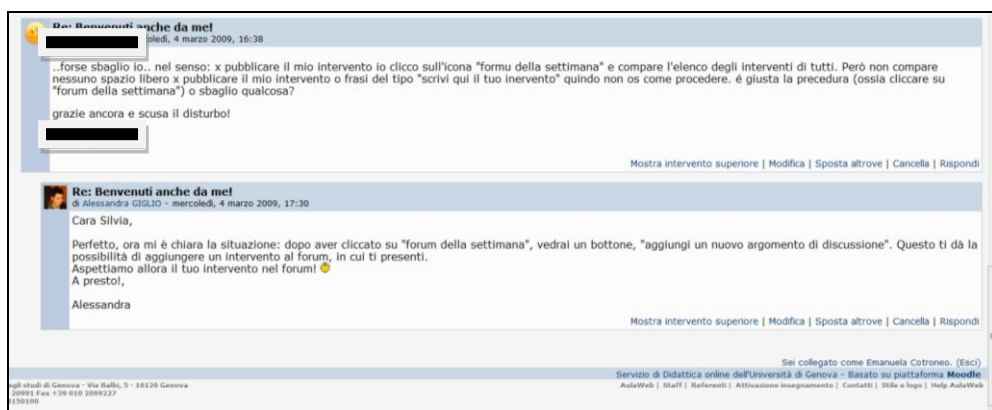 Re: Benvenuti anche da me!
oledì, 4 marzo 2009, 16:38
..forse sbaglio io.. nel senso: x pubblicare il mio intervento io clicco sull'icona "formu della settimana" e compare l'elenco degli interventi di tutti. Però non compare
nessuno spazio libero x pubblicare il mio intervento o frasi del tipo "scrivi qui il tuo inervento" quindo non os come procedere. é giusta la precedura (ossia cliccare su
"forum della settimana") o sbaglio qualcosa?
grazie ancora e scusa il disturbo!
Mostra intervento superiore | Modifica | Sposta altrove | Cancella | Rispondi
Re: Benvenuti anche da me!
di Alessandra GIGLIO - mercoledì, 4 marzo 2009, 17:30
Cara Silvia,
Perfetto, ora mi è chiara la situazione: dopo aver cliccato su "forum della settimana", vedrai un bottone, "aggiungi un nuovo argomento di discussione". Questo ti dà la
possibilità di aggiungere un intervento al forum, in cui ti presenti.
Aspettiamo allora il tuo intervento nel forum!
A presto!,
Alessandra
Mostra intervento superiore | Modifica | Sposta altrove | Cancella | Rispondi
Sei collegato come Emanuela Cotroneo. (Esci)
Servizio di Didattica online dell'Università di Genova - Basato su piattaforma Moodle
egli studi di Genova - Via Balbi, 5 - 16126 Genova
AulaWeb | Staff | Referenti | Attivazione insegnamento | Contatti | Stile e logo | Help AulaWeb
20991 Fax +39 010 2099227
0150100